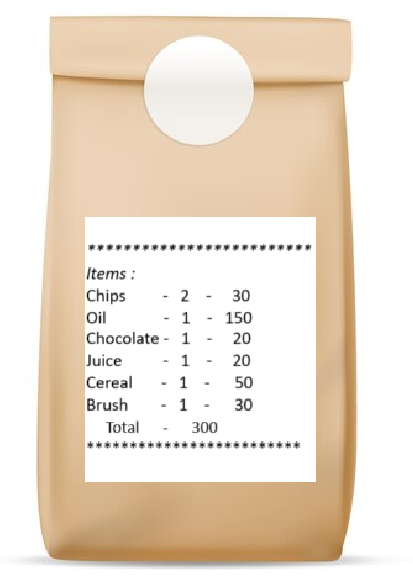 *************************
Items :
Chips - 2 - 30
Oil - 1 - 150
Chocolate - 1 - 20
Juice - 1 - 20
Cereal - 1 - 50
Brush - 1 - 30
Total - 300
*************************